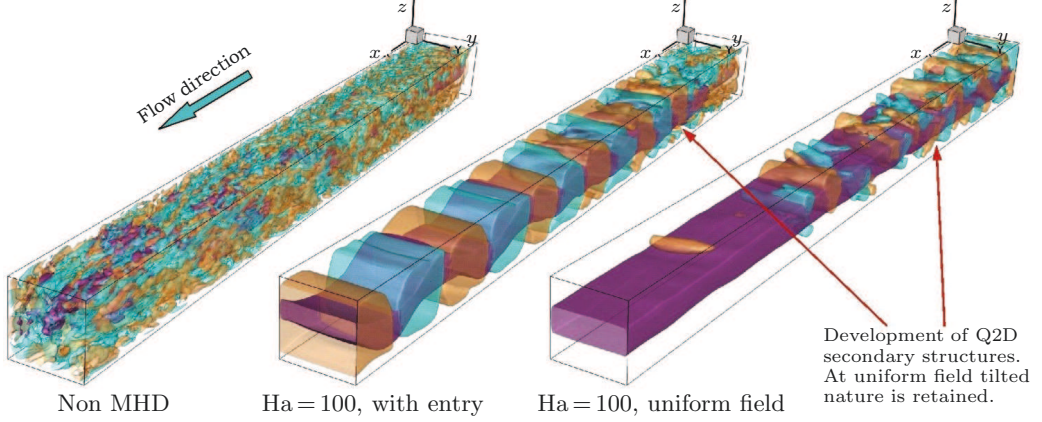 z
x
y
z
x
y
z
x
y
Flow direction
Development of Q2D
secondary structures.
At uniform field tilted
nature is retained.
Non MHD
Ha = 100, with entry
Ha = 100, uniform field